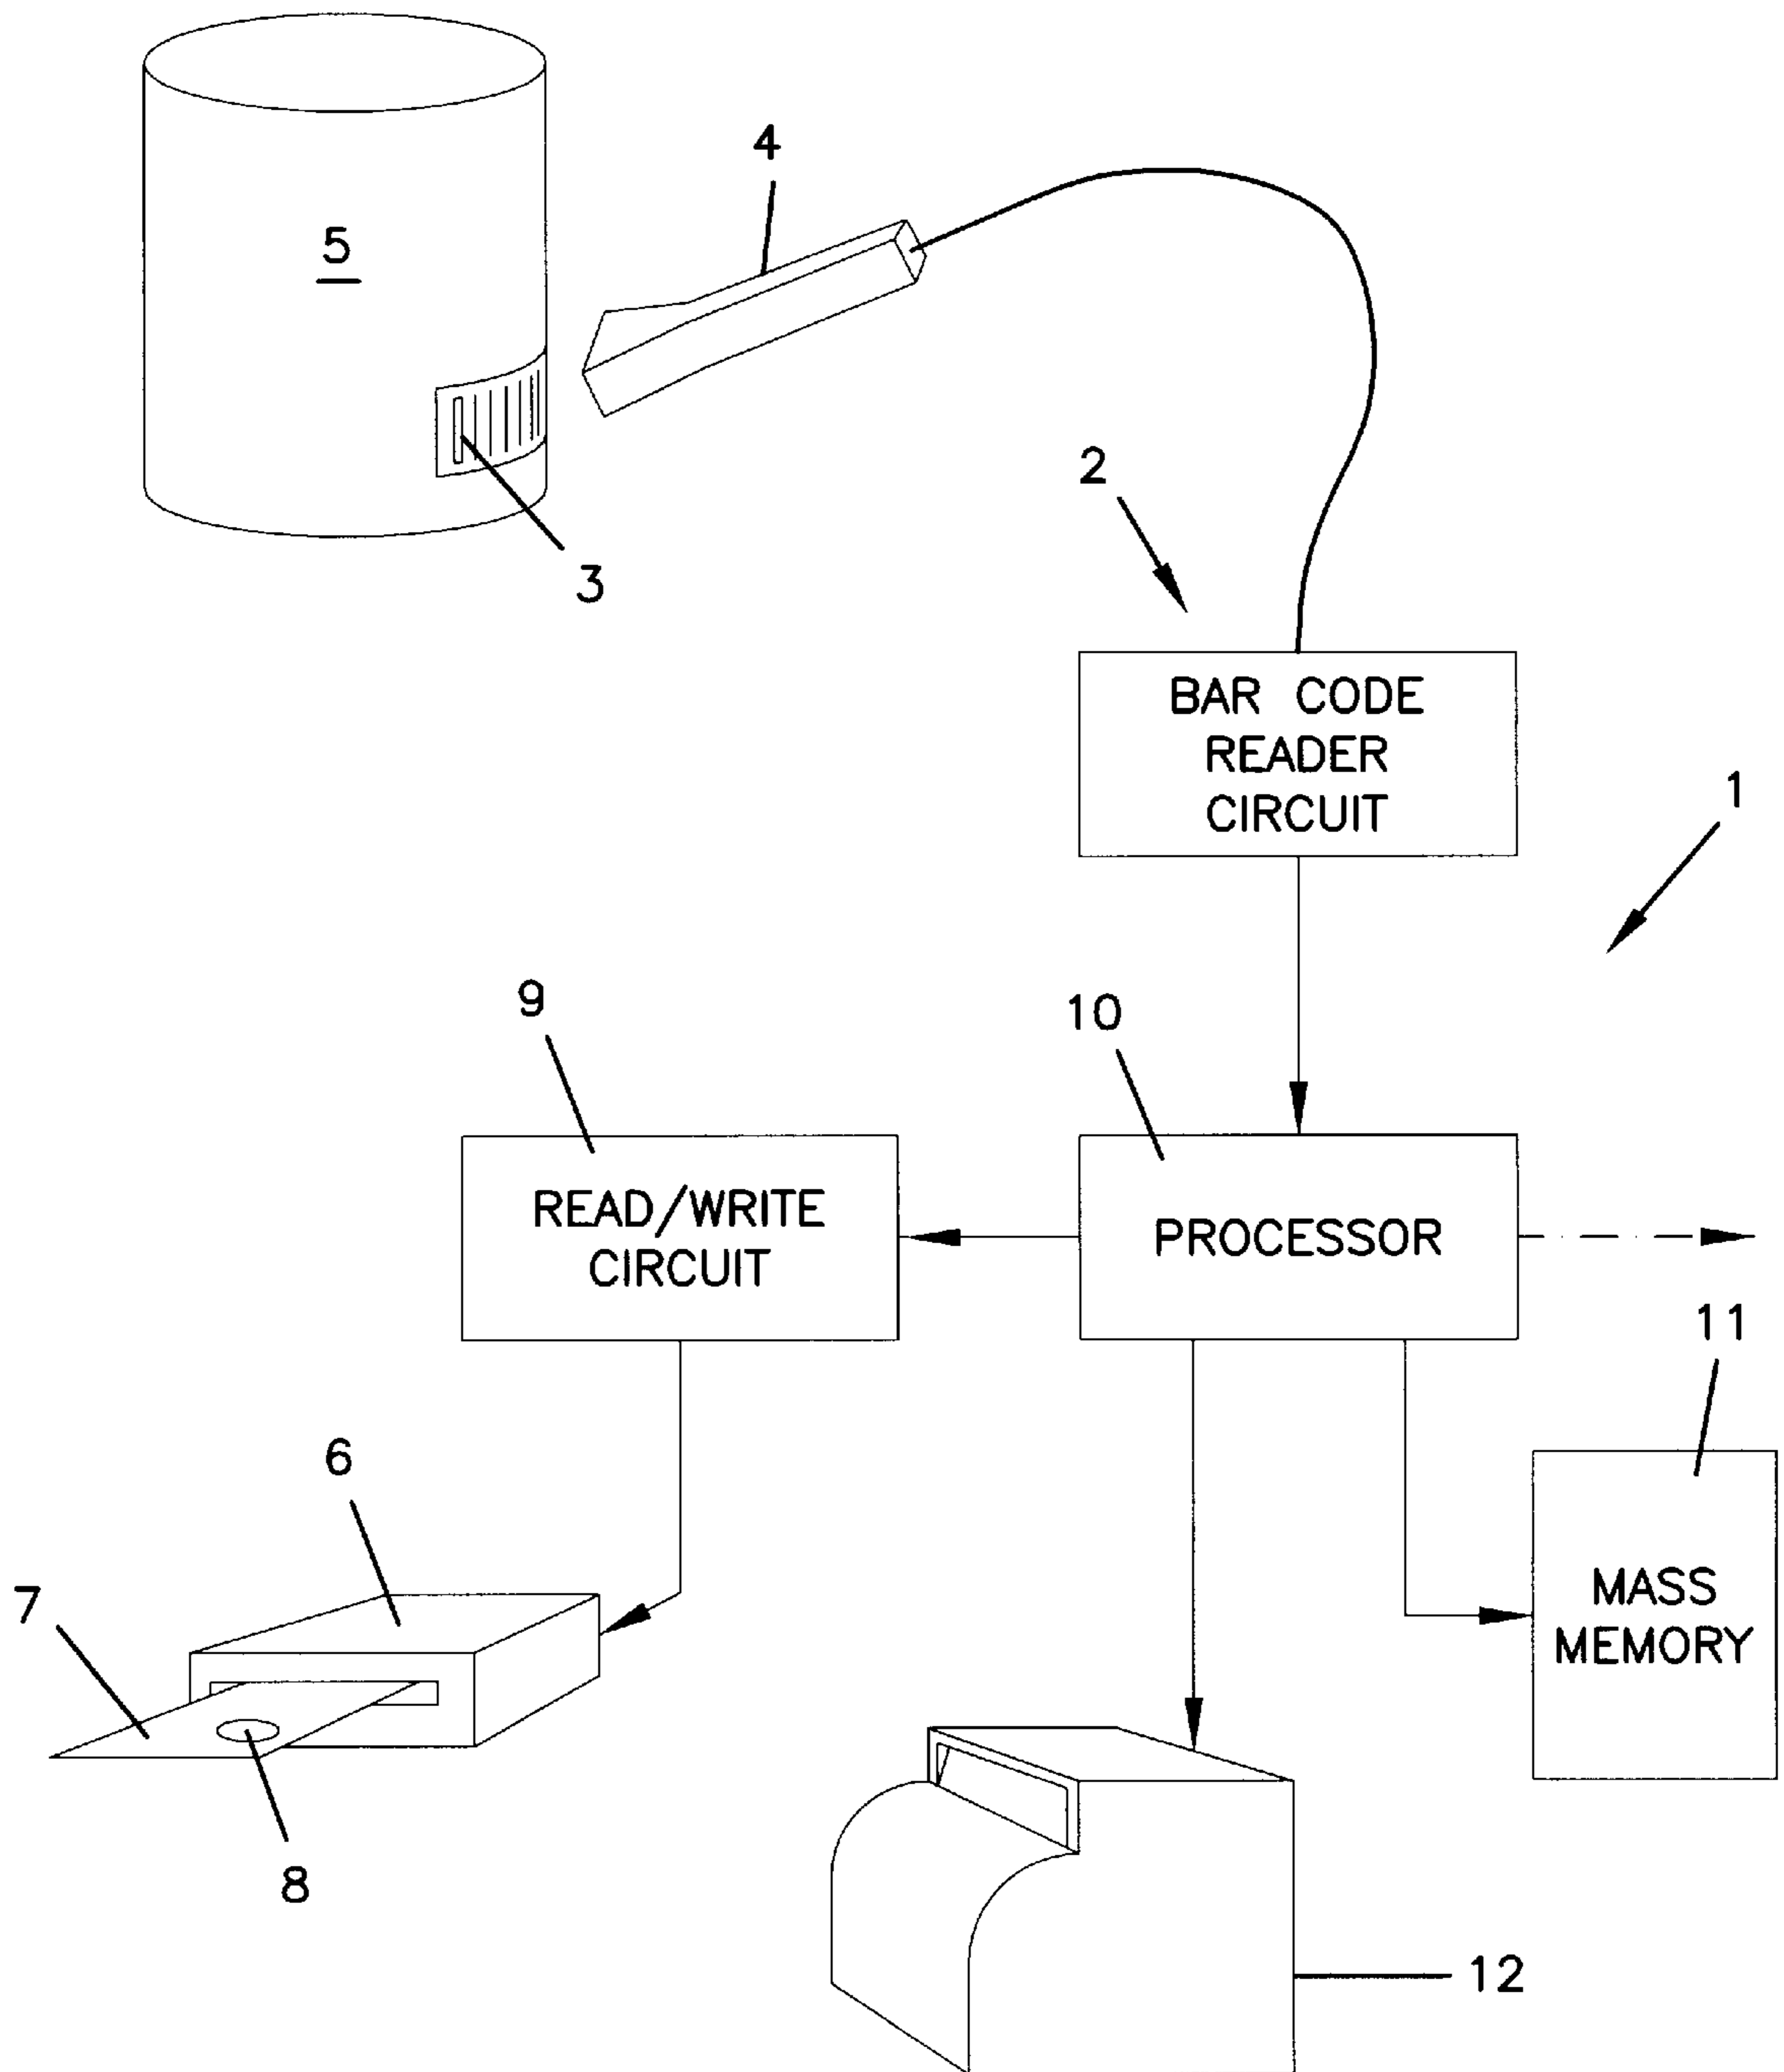 4
5
3
2
BAR CODE
READER
CIRCUIT
1
9
10
READ/WRITE
CIRCUIT
PROCESSOR
11
6
7
MASS
MEMORY
8
12